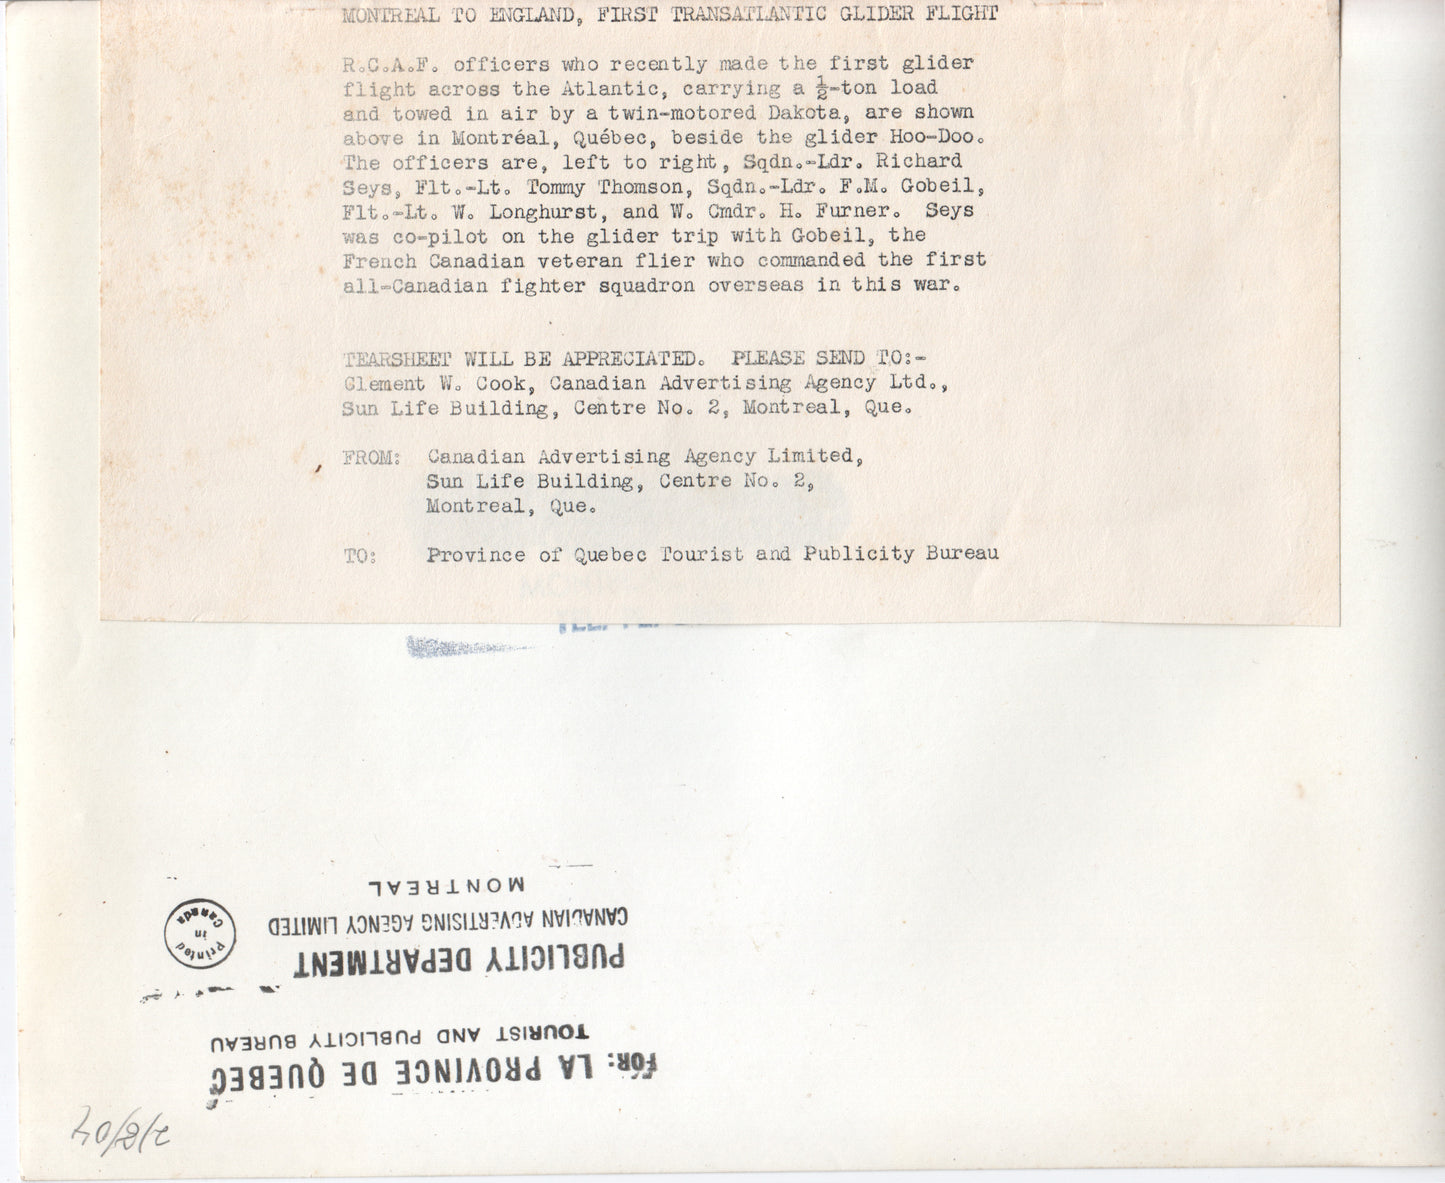 MONTREAL TO ENGLAND, FIRST TRANSATLANTIC GLIDER FLIGHT
R.C.A.F. officers who recently made the first glider
flight across the Atlantic, carrying a ½-ton load
and towed in air by a twin-motored Dakota, are shown
above in Montréal, Québec, beside the glider Hoo-Doo.
The officers are, left to right, Sqdn.-Ldr. Richard
Seys, Flt.-Lt. Tommy Thomson, Sqdn.-Ldr. F.M. Gobeil,
Flt.-Lt. W. Longhurst, and W. Cmdr. H. Furner. Seys
was co-pilot on the glider trip with Gobeil, the
French Canadian veteran flier who commanded the first
all-Canadian fighter squadron overseas in this war.
TEARSHEET WILL BE APPRECIATED. PLEASE SEND TO:-
Clement W. Cook, Canadian Advertising Agency Ltd.,
Sun Life Building, Centre No. 2, Montreal, Que.
FROM: Canadian Advertising Agency Limited,
Sun Life Building, Centre No. 2,
Montreal, Que.
TO: Province of Quebec Tourist and Publicity Bureau
FOR: LA PROVINCE DE QUEBEC
TOURIST AND PUBLICITY BUREAU
PUBLICITY DEPARTMENT
CANADIAN ADVERTISING AGENCY LIMITED
MONTREAL
Printed
in
Canada